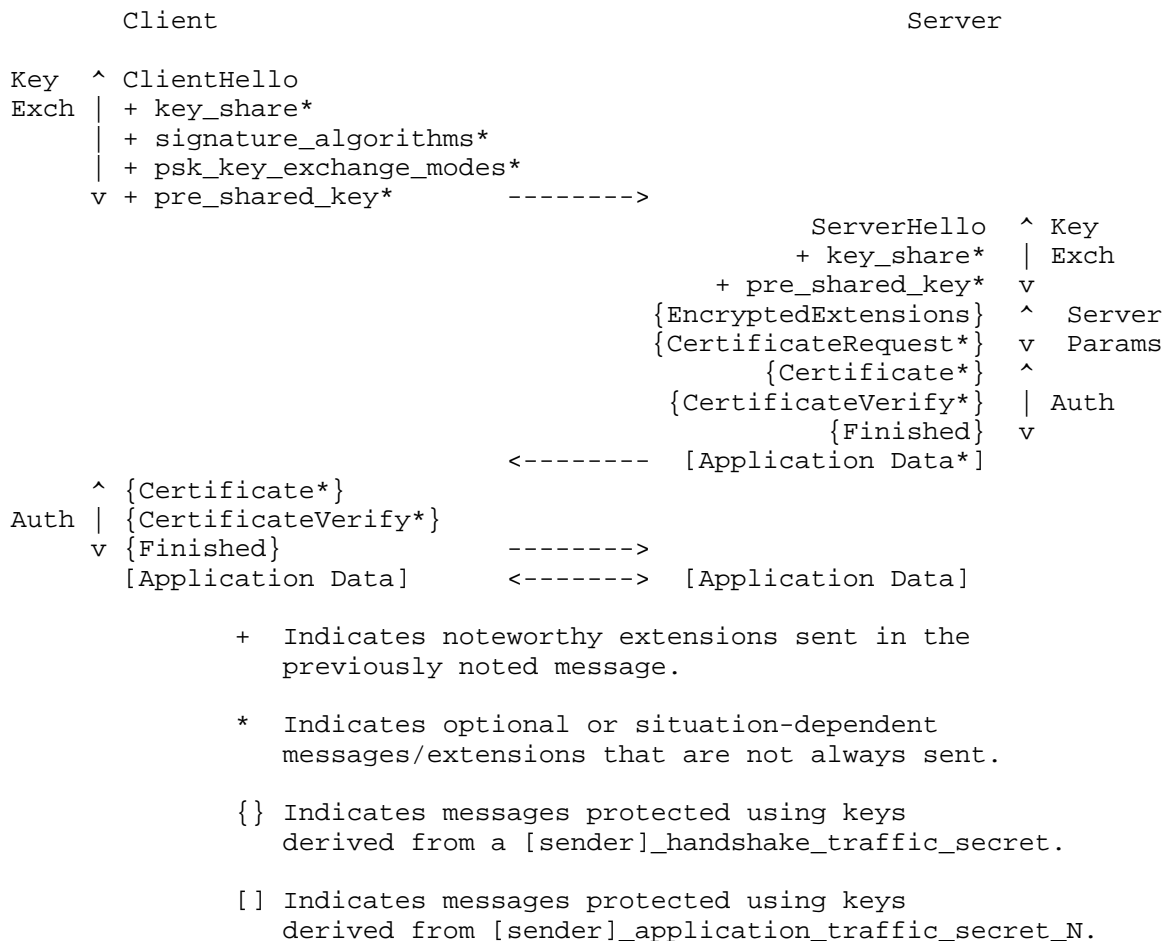 Client                                           Server

Key  ^ ClientHello
Exch | + key_share*
     | + signature_algorithms*
     | + psk_key_exchange_modes*
     v + pre_shared_key*       -------->
                                                  ServerHello  ^ Key
                                                 + key_share*  | Exch
                                            + pre_shared_key*  v
                                        {EncryptedExtensions}  ^  Server
                                        {CertificateRequest*}  v  Params
                                               {Certificate*}  ^
                                         {CertificateVerify*}  | Auth
                                                   {Finished}  v
                               <--------  [Application Data*]
     ^ {Certificate*}
Auth | {CertificateVerify*}
     v {Finished}              -------->
       [Application Data]      <------->  [Application Data]

              +  Indicates noteworthy extensions sent in the
                 previously noted message.

              *  Indicates optional or situation-dependent
                 messages/extensions that are not always sent.

              {} Indicates messages protected using keys
                 derived from a [sender]_handshake_traffic_secret.

              [] Indicates messages protected using keys
                 derived from [sender]_application_traffic_secret_N.